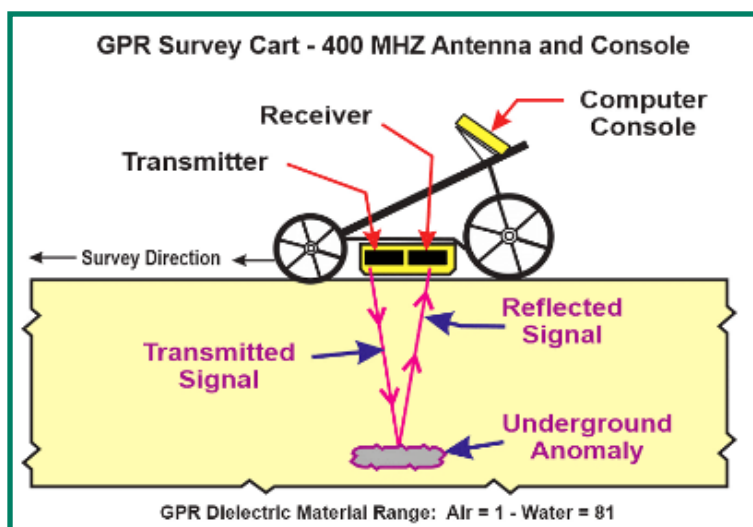 GPR Survey Cart - 400 MHZ Antenna and Console
Computer
Console
Receiver
Transmitter
Survey Direction
Reflected
Signal
Transmitted
Signal
Underground
Anomaly
GPR Dielectric Material Range: Air = 1 - Water = 81